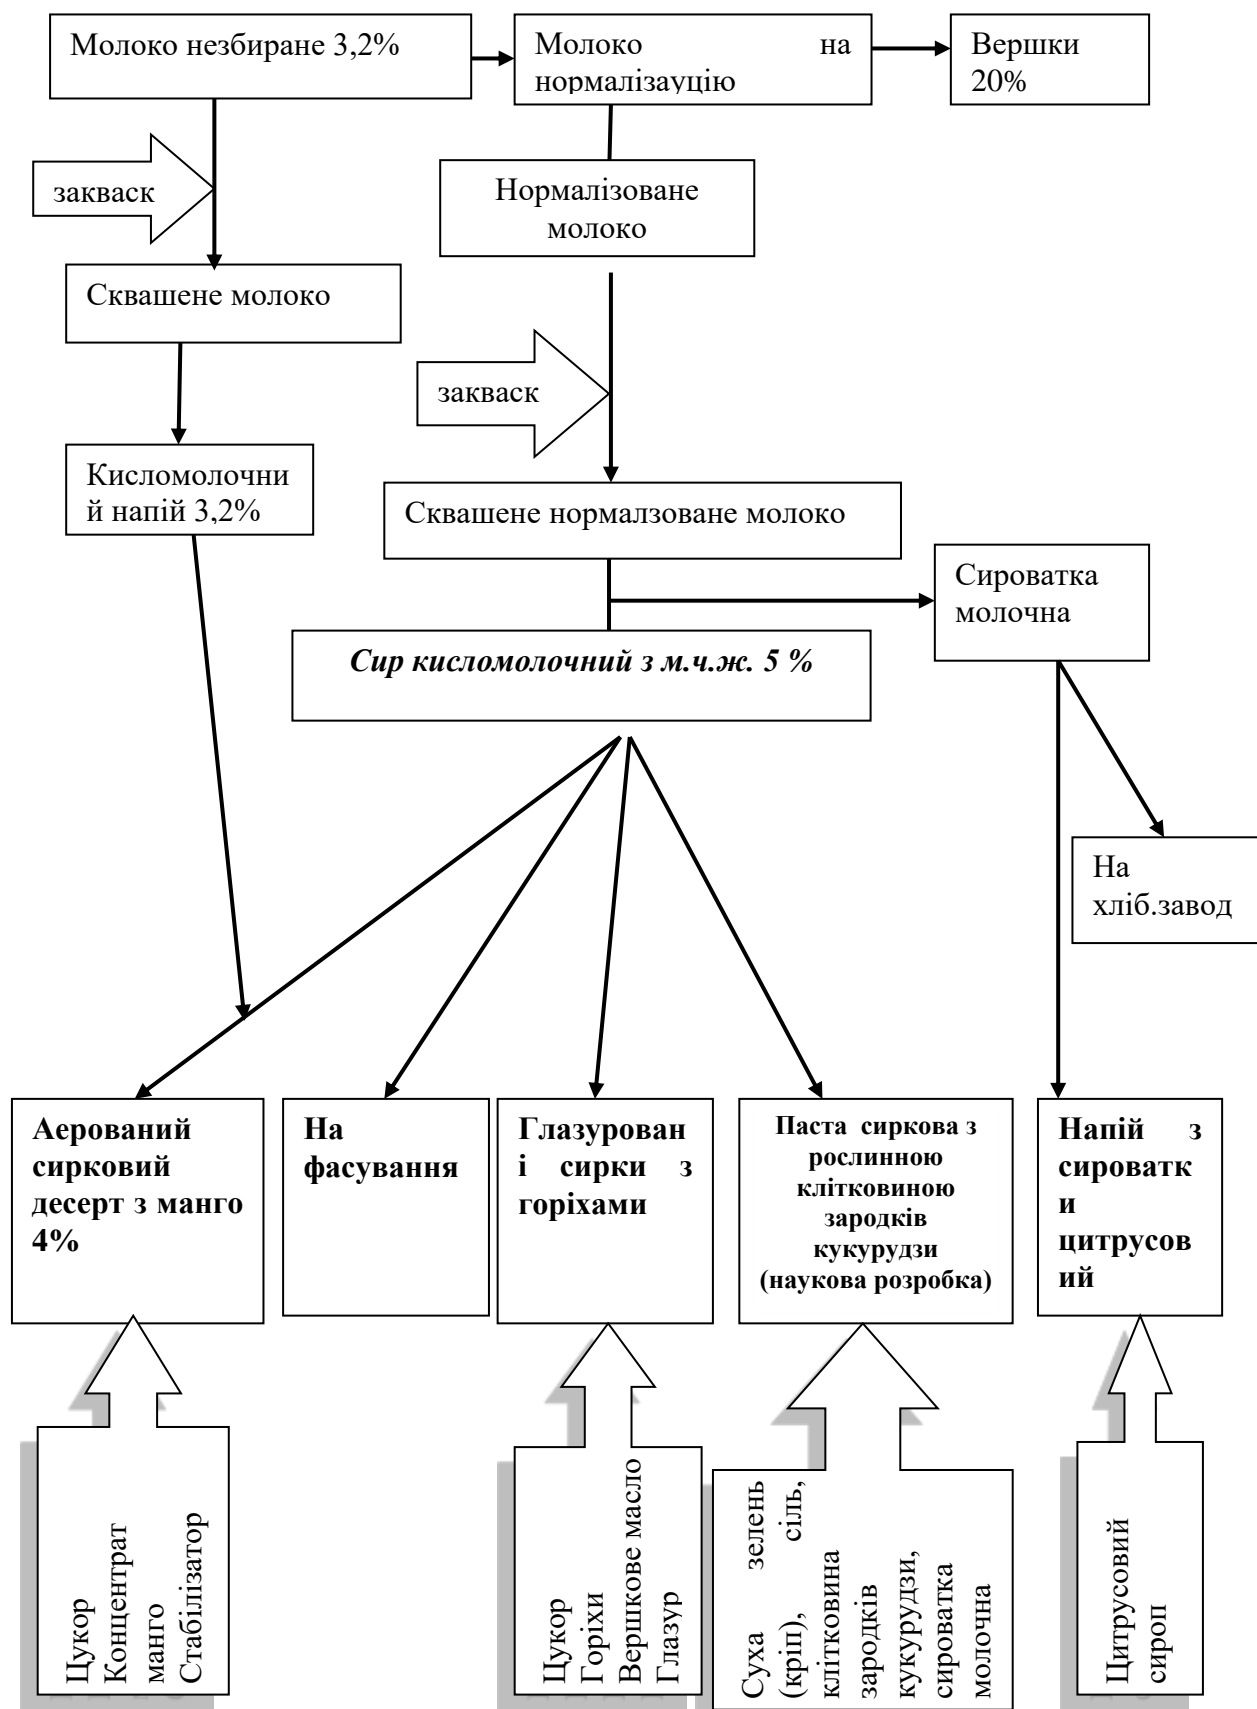 Молоко незбиране 3,2%
Молоко на
нормалізауцію
Вершки
20%
закваск
Нормалізоване
молоко
Сквашене молоко
закваск
Кисломолочни
й напій 3,2%
Сквашене нормалзоване молоко
Сироватка
молочна
Сир кисломолочний з м.ч.ж. 5 %
На
хліб.завод
Аерований
сирковий
десерт з манго
4%
На
фасування
Глазурован
і сирки з
горіхами
Паста сиркова з
рослинною
клітковиною
зародків
кукурудзи
(наукова розробка)
Напій з
сироватк
и
цитрусов
ий
Цукор
Концентрат
манго
Стабілізатор
Цукор
Горіхи
Вершкове масло
Глазур
Суха зелень
(кріп), сіль,
клітковина
зародків
кукурудзи,
сироватка
молочна
Цитрусовий
сироп